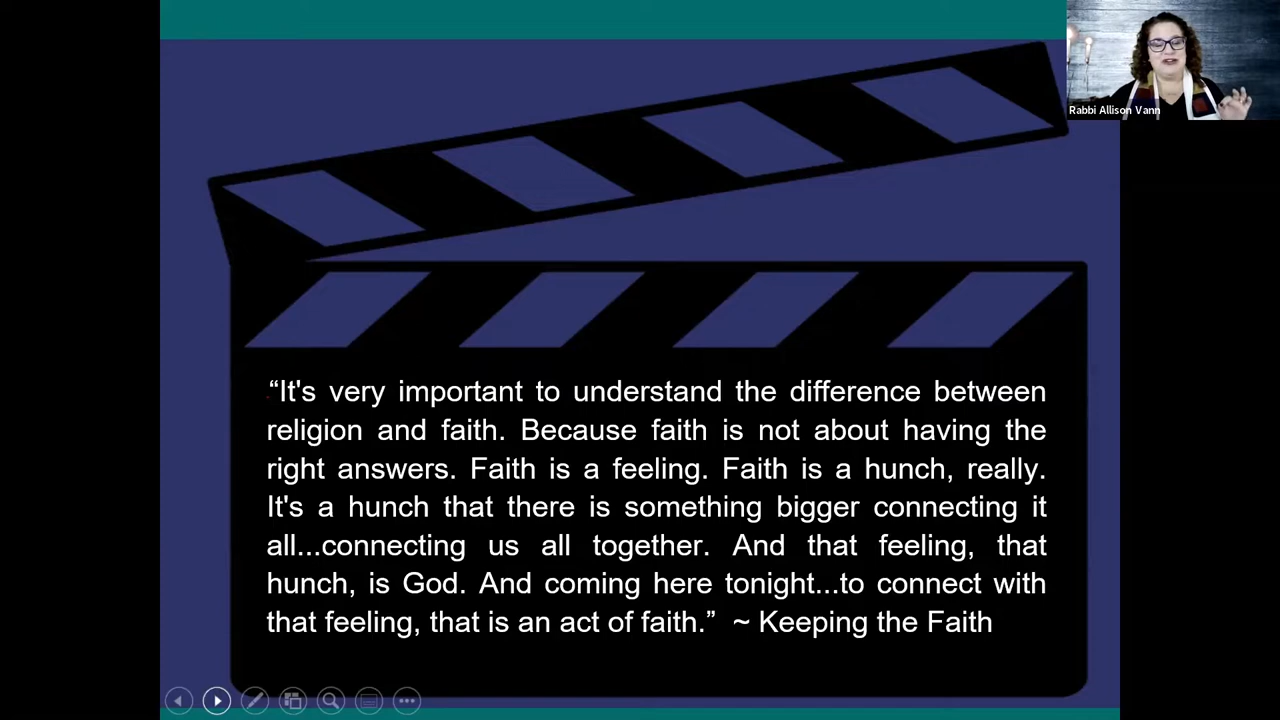 Rabbi Allison Vann
“It's very important to understand the difference between
religion and faith. Because faith is not about having the
right answers. Faith is a feeling. Faith is a hunch, really.
It's a hunch that there is something bigger connecting it
all...connecting us all together. And that feeling, that
hunch, is God. And coming here tonight...to connect with
that feeling, that is an act of faith.” ~ Keeping the Faith